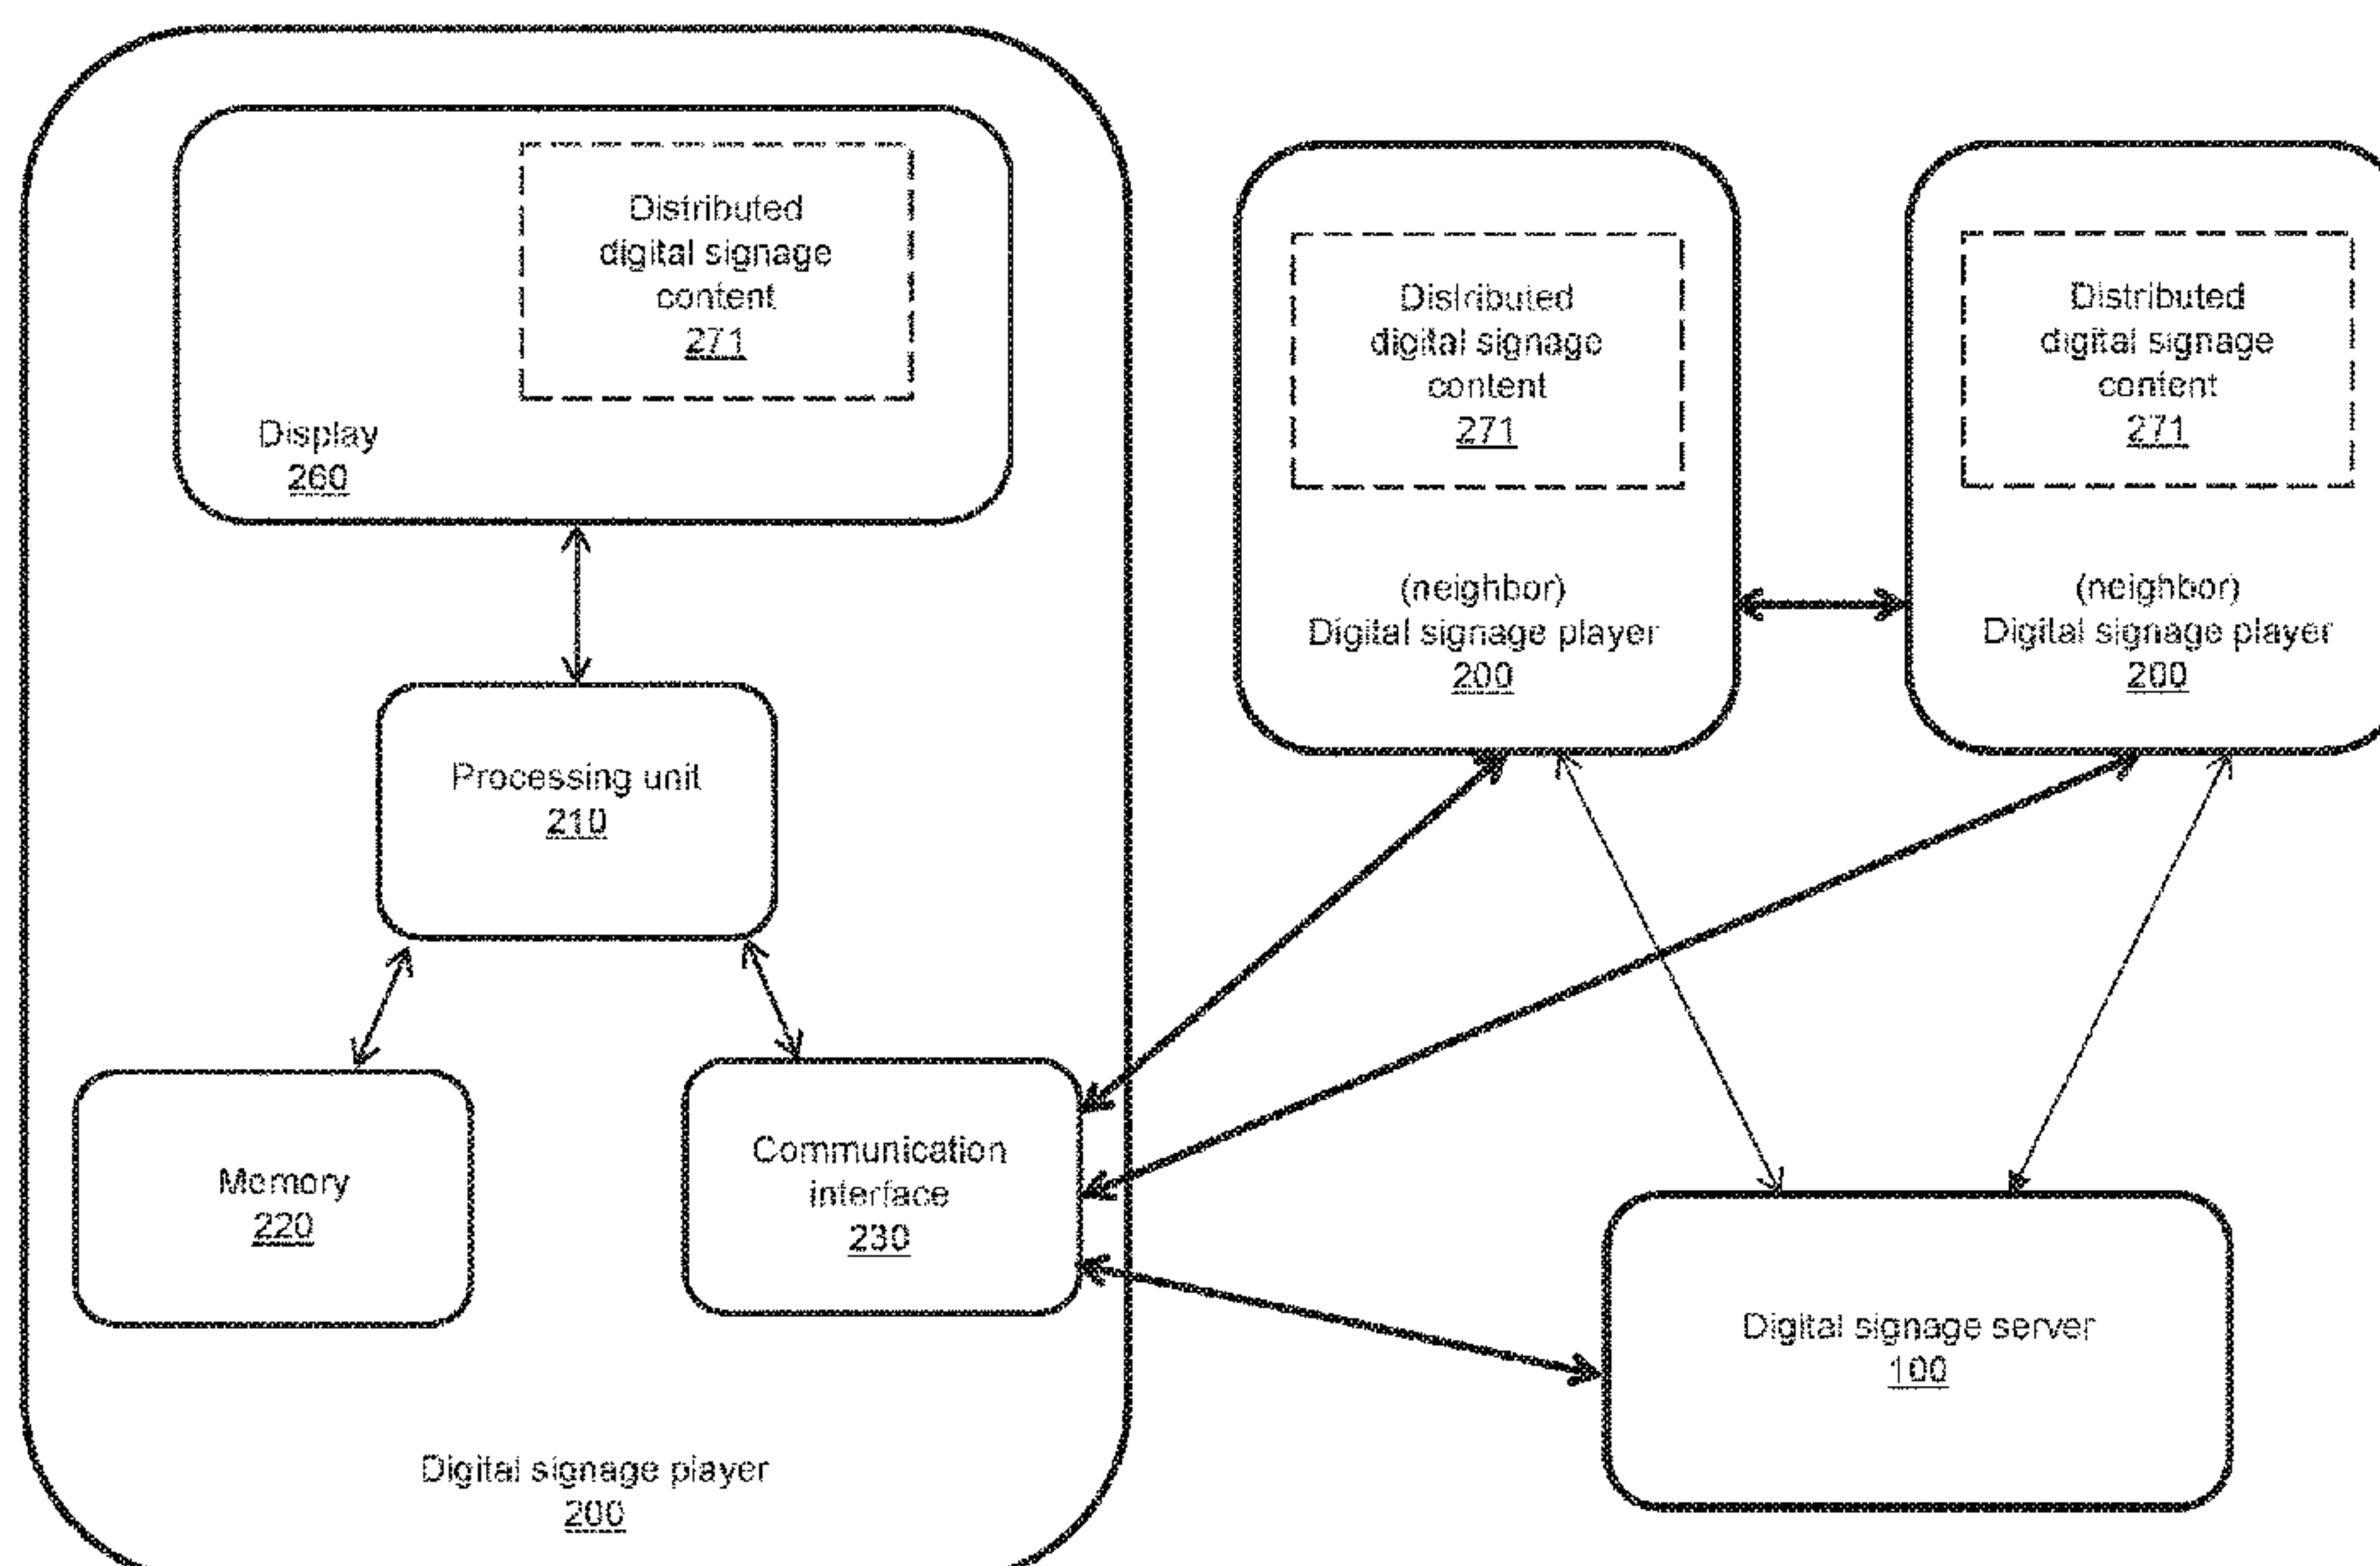 Distributed
digital signage
content
271
Display
260
Processing unit
210
Memory
220
Communication
interface
230
Digital signage player
200
Distributed
digital signage
content
271
(neighbor)
Digital signage player
200
Distributed
digital signage
content
271
(neighbor)
Digital signage player
200
Digital signage server
100